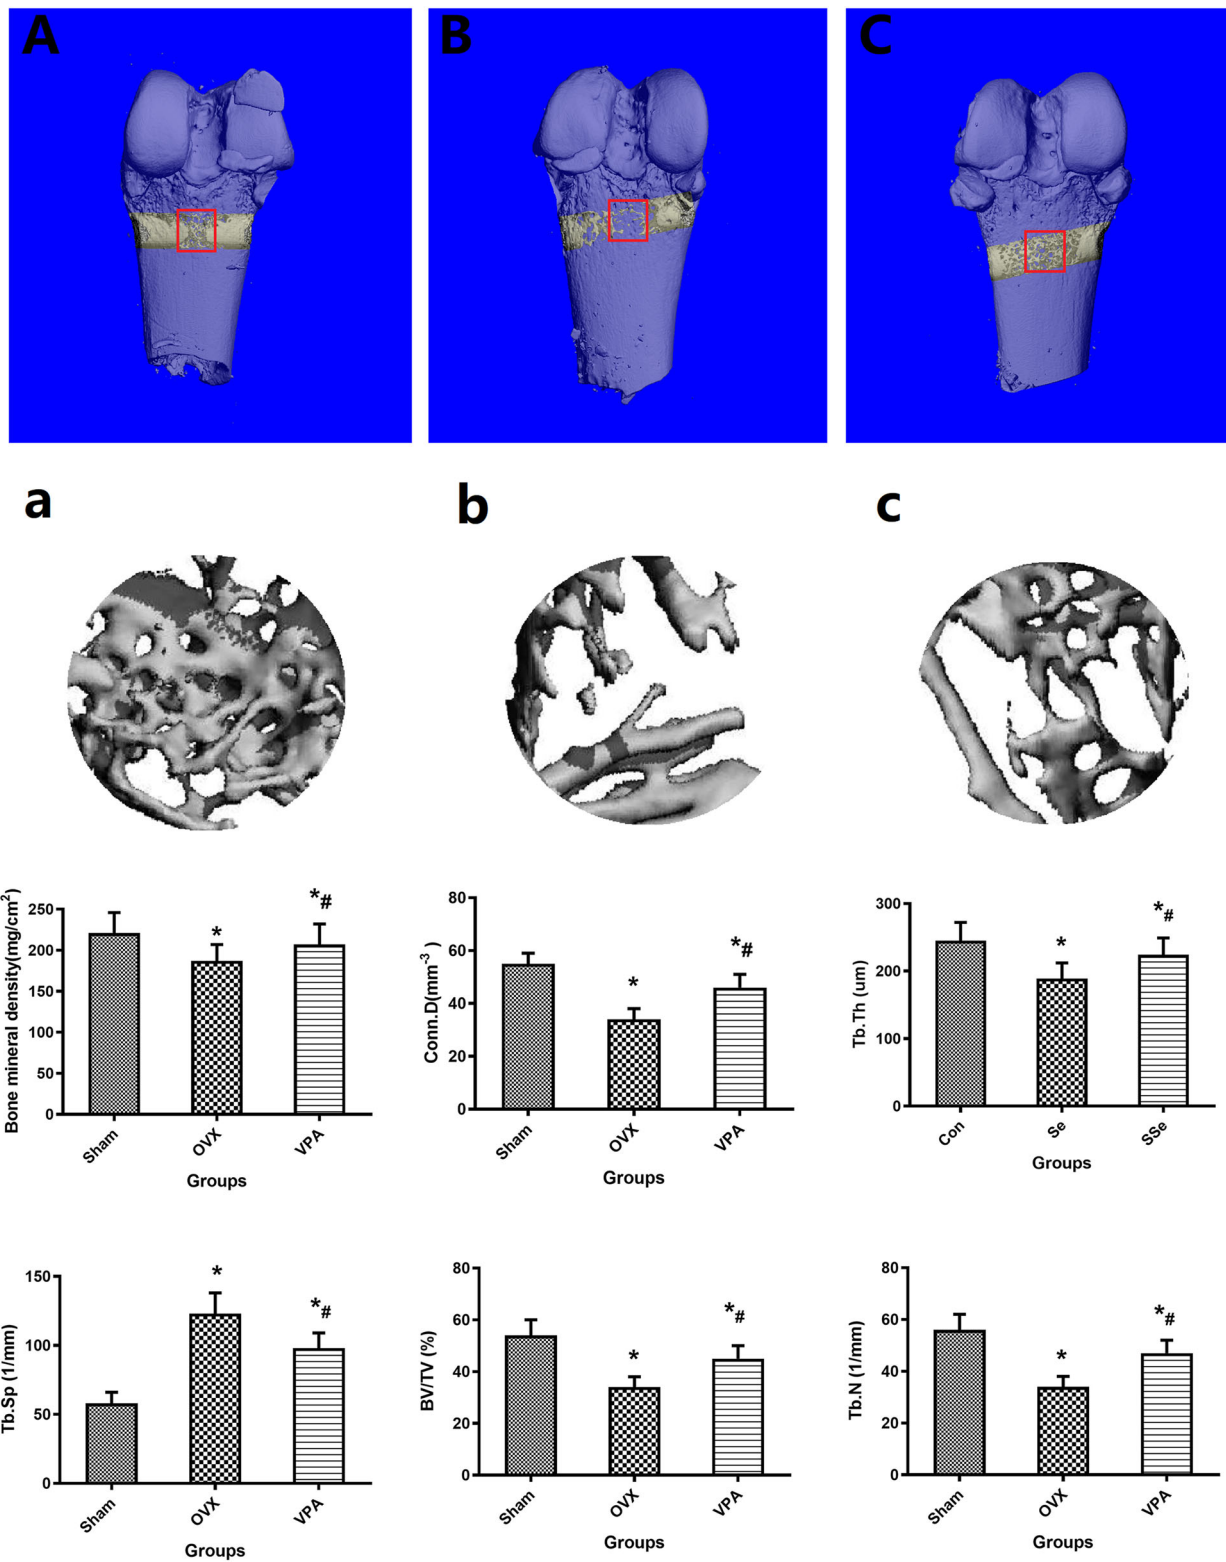 A
B
C
a
b
c
Bone mineral density(mg/cm²)
250
200
150
100
50
0
*
*#
Sham
OVX
VPA
Groups
Conn.D(mm⁻³ )
80
60
40
20
0
*
*#
Sham
OVX
VPA
Groups
Tb.Th (um)
300
200
100
0
*
*#
Con
Se
SSe
Groups
Tb.Sp (1/mm)
150
100
50
0
*
*#
Sham
OVX
VPA
Groups
BV/TV (%)
80
60
40
20
0
*
*#
Sham
OVX
VPA
Groups
Tb.N (1/mm)
80
60
40
20
0
*
*#
Sham
OVX
VPA
Groups